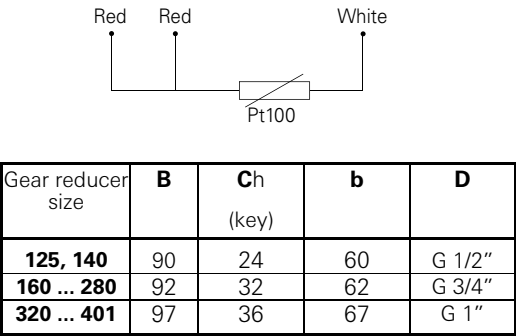 Red Red White
Pt100
Gear reducer size B Ch (key) b D
125, 140 90 24 60 G 1/2″
160 ... 280 92 32 62 G 3/4″
320 ... 401 97 36 67 G 1″